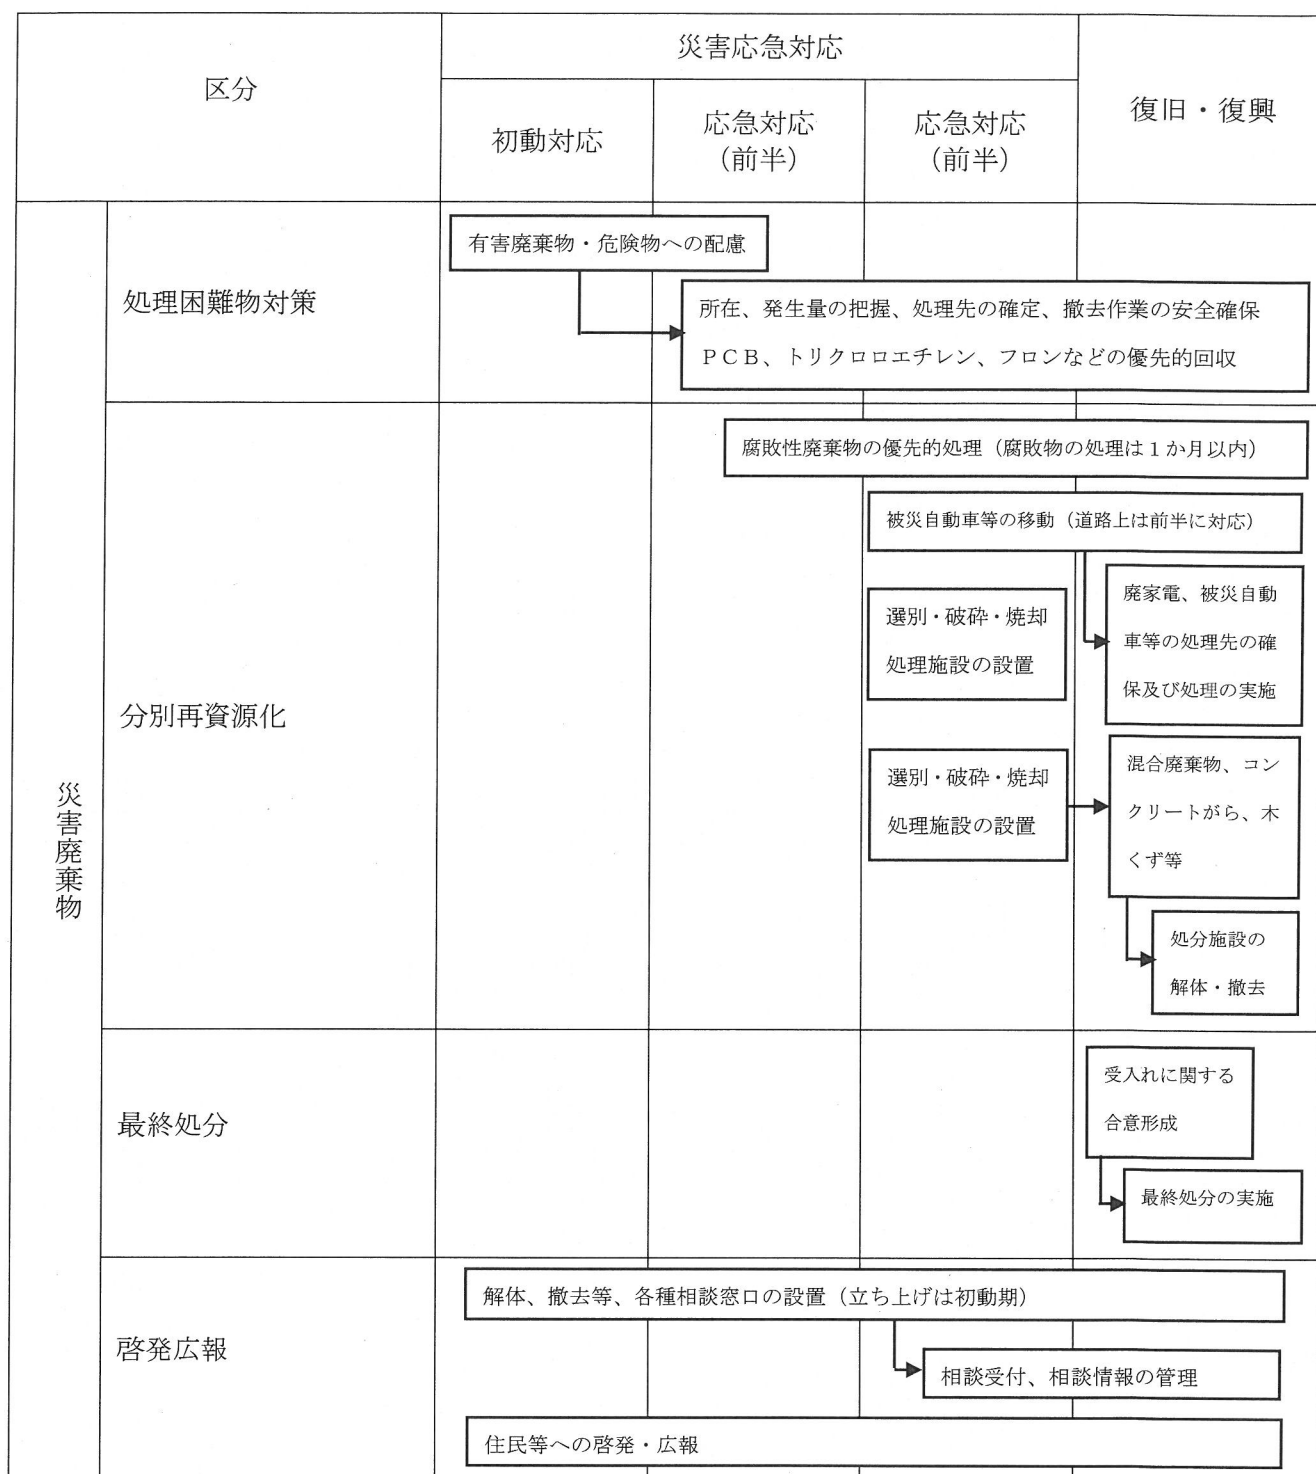 区分
災害応急対応
初動対応
応急対応
（前半）
応急対応
（前半）
復旧・復興
災害廃棄物
処理困難物対策
有害廃棄物・危険物への配慮
所在、発生量の把握、処理先の確定、撤去作業の安全確保
ＰＣＢ、トリクロロエチレン、フロンなどの優先的回収
分別再資源化
腐敗性廃棄物の優先的処理（腐敗物の処理は１か月以内）
被災自動車等の移動（道路上は前半に対応）
廃家電、被災自動
車等の処理先の確
保及び処理の実施
選別・破砕・焼却
処理施設の設置
選別・破砕・焼却
処理施設の設置
混合廃棄物、コン
クリートがら、木
くず等
処分施設の
解体・撤去
最終処分
受入れに関する
合意形成
最終処分の実施
啓発広報
解体、撤去等、各種相談窓口の設置（立ち上げは初動期）
相談受付、相談情報の管理
住民等への啓発・広報